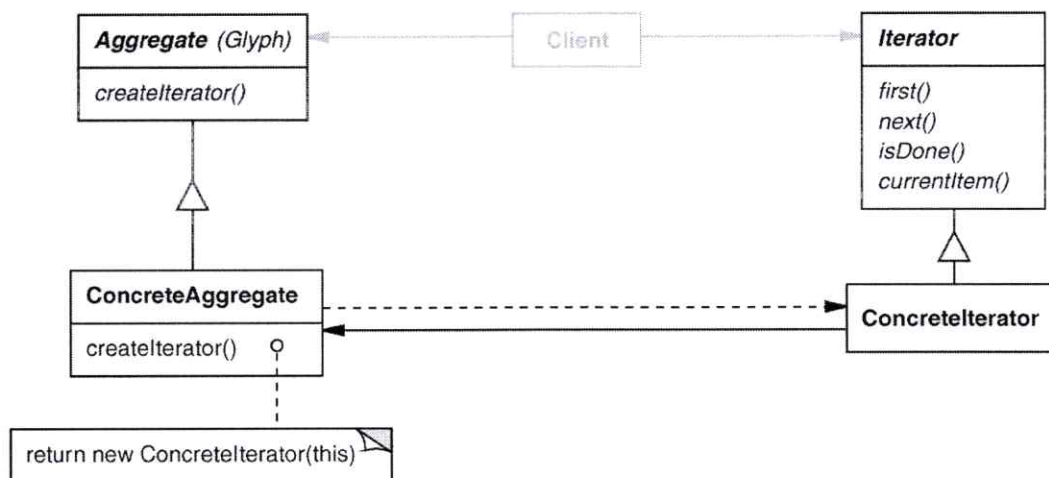 Aggregate (Glyph)
Client
Iterator
createIterator()
first()
next()
isDone()
currentItem()
ConcreteAggregate
ConcreteIterator
createIterator()
return new ConcreteIterator(this)